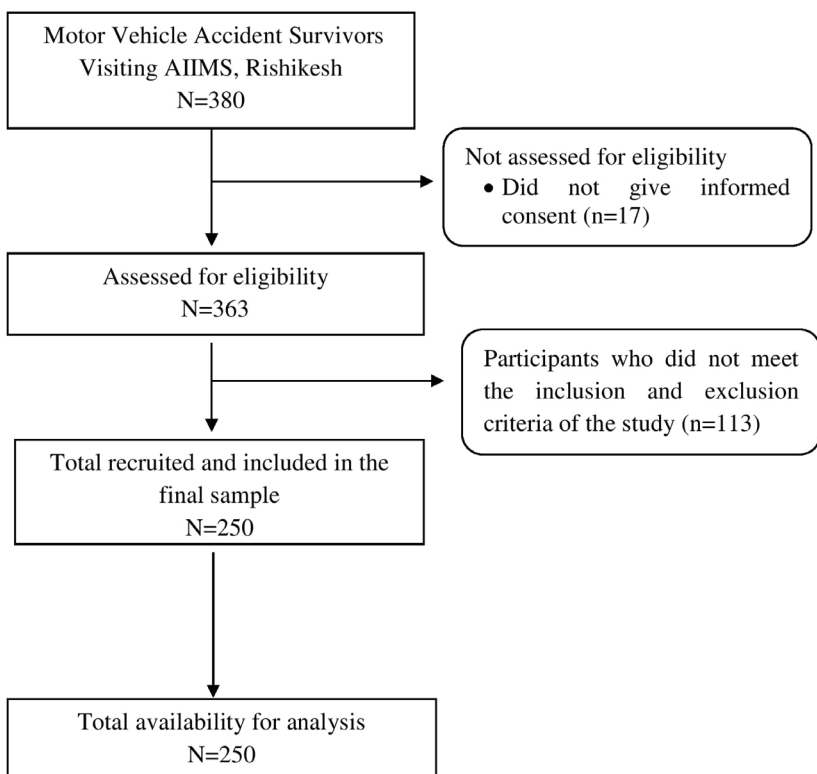 Motor Vehicle Accident Survivors
Visiting AIIMS, Rishikesh
N=380
Not assessed for eligibility
• Did not give informed
consent (n=17)
Assessed for eligibility
N=363
Participants who did not meet
the inclusion and exclusion
criteria of the study (n=113)
Total recruited and included in the
final sample
N=250
Total availability for analysis
N=250